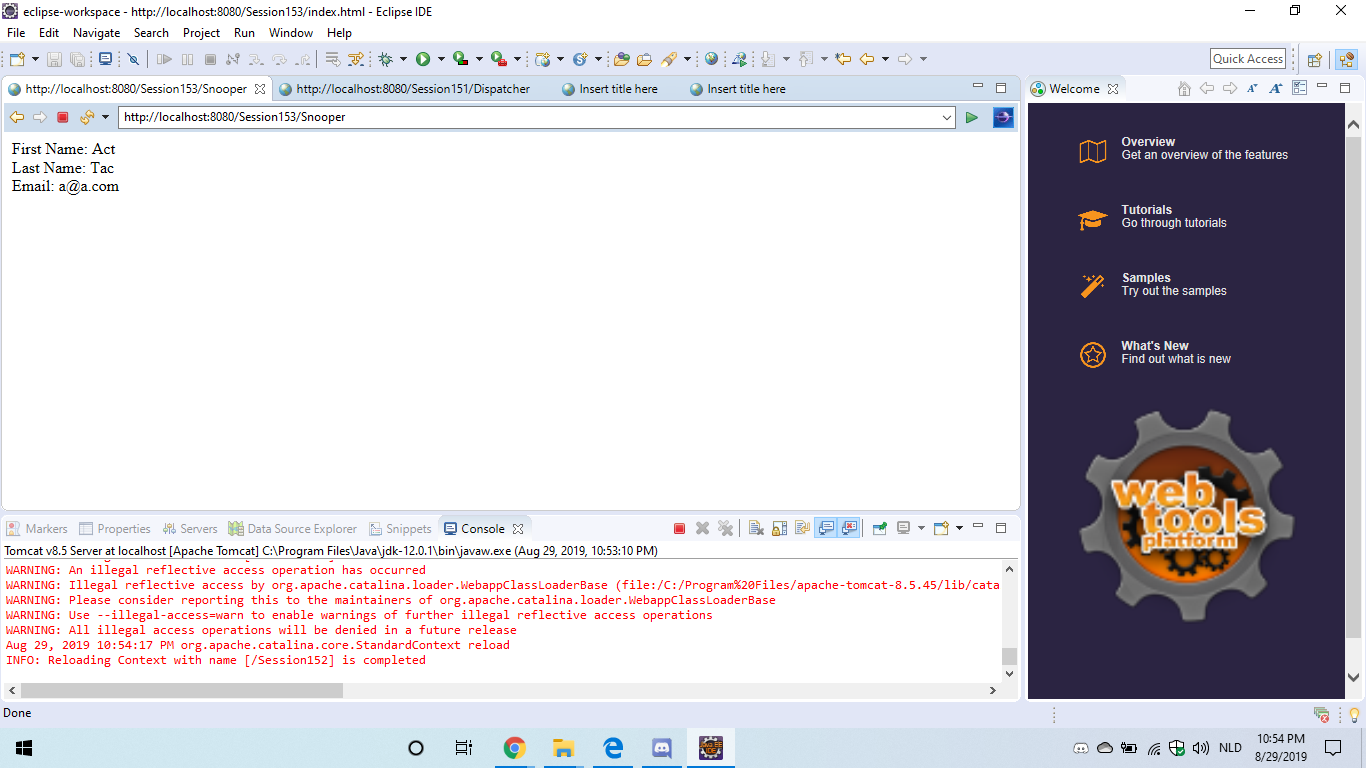 eclipse-workspace - http://localhost:8080/Session153/index.html - Eclipse IDE
File Edit Navigate Search Project Run Window Help
Quick Access
http://localhost:8080/Session153/Snooper http://localhost:8080/Session151/Dispatcher Insert title here Insert title here
http://localhost:8080/Session153/Snooper
First Name: Act
Last Name: Tac
Email: a@a.com
Welcome
Overview
Get an overview of the features
Tutorials
Go through tutorials
Samples
Try out the samples
What's New
Find out what is new
web
tools
platform
Markers Properties Servers Data Source Explorer Snippets Console
Tomcat v8.5 Server at localhost [Apache Tomcat] C:\Program Files\Java\jdk-12.0.1\bin\javaw.exe (Aug 29, 2019, 10:53:10 PM)
WARNING: An illegal reflective access operation has occurred
WARNING: Illegal reflective access by org.apache.catalina.loader.WebappClassLoaderBase (file:/C:/Program%20Files/apache-tomcat-8.5.45/lib/cata
WARNING: Please consider reporting this to the maintainers of org.apache.catalina.loader.WebappClassLoaderBase
WARNING: Use --illegal-access=warn to enable warnings of further illegal reflective access operations
WARNING: All illegal access operations will be denied in a future release
Aug 29, 2019 10:54:17 PM org.apache.catalina.core.StandardContext reload
INFO: Reloading Context with name [/Session152] is completed
Done
JAVA EE
IDE
NLD
10:54 PM
8/29/2019